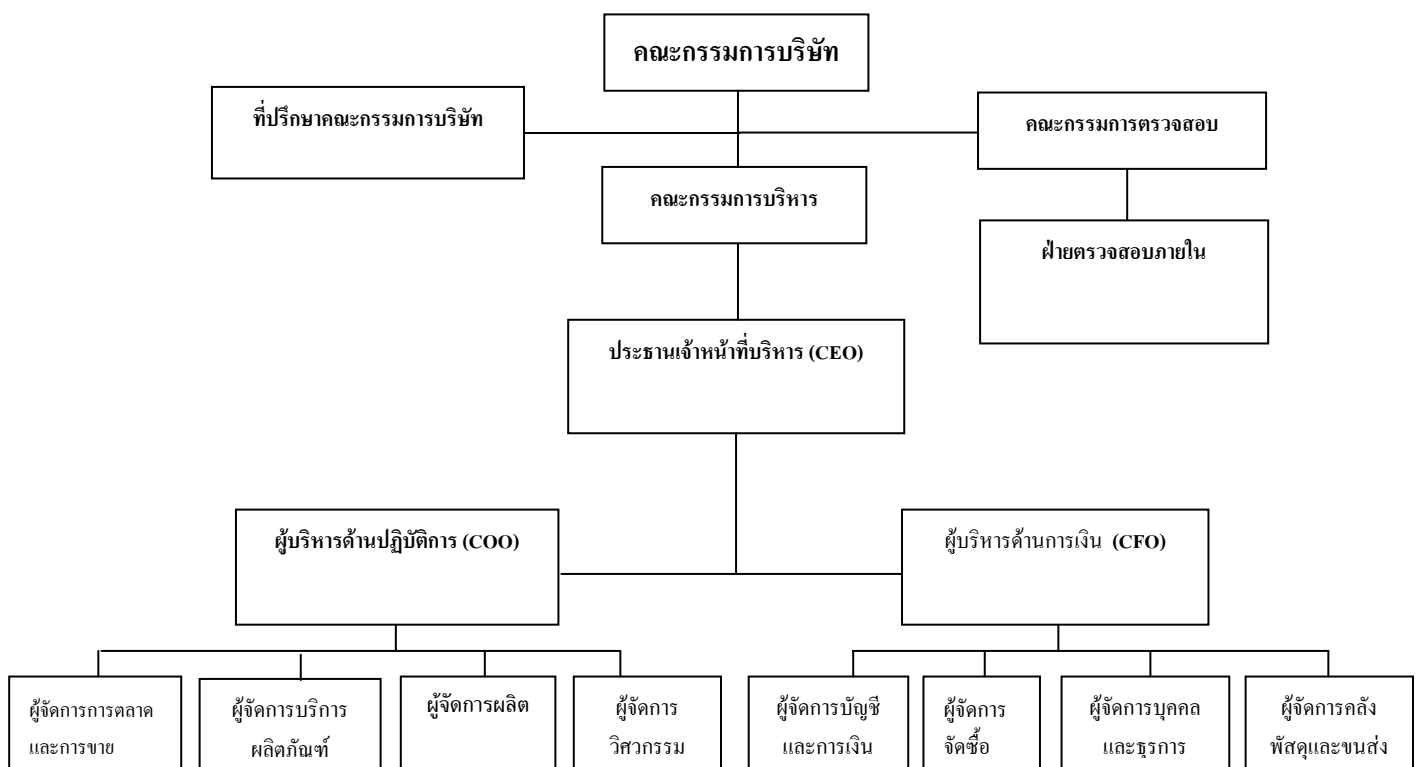 คณะกรรมการบริษัท
ที่ปรึกษาคณะกรรมการบริษัท
คณะกรรมการตรวจสอบ
คณะกรรมการบริหาร
ฝ่ายตรวจสอบภายใน
ประธานเจ้าหน้าที่บริหาร (CEO)
ผู้บริหารด้านปฏิบัติการ (COO)
ผู้บริหารด้านการเงิน (CFO)
ผู้จัดการการตลาด
และการขาย
ผู้จัดการบริการ
ผลิตภัณฑ์
ผู้จัดการผลิต
ผู้จัดการ
วิศวกรรม
ผู้จัดการบัญชี
และการเงิน
ผู้จัดการ
จัดซื้อ
ผู้จัดการบุคคล
และธุรการ
ผู้จัดการคลัง
พัสดุและขนส่ง